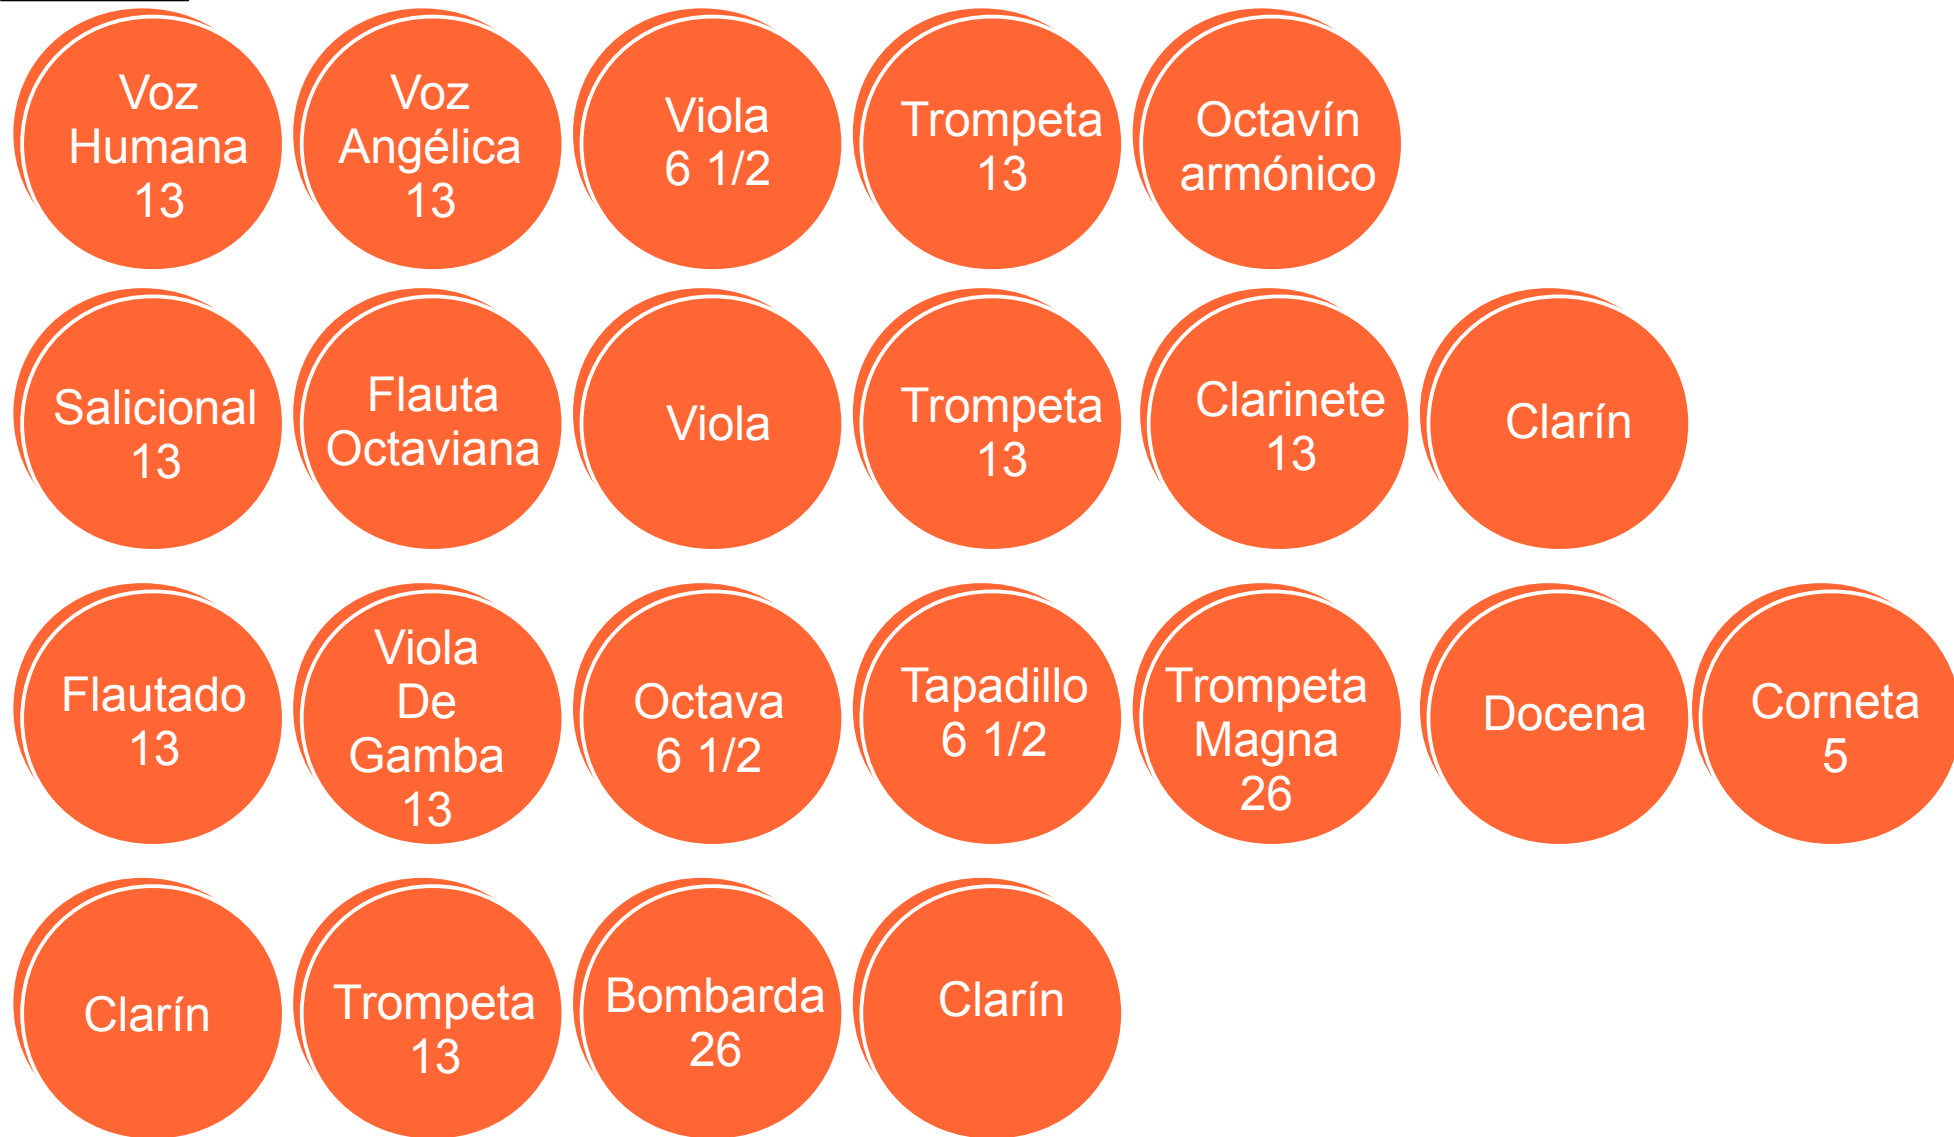 Voz
Humana
13
Voz
Angélica
13
Viola
6 1/2
Trompeta
13
Octavín
armónico
Salicional
13
Flauta
Octaviana
Viola
Trompeta
13
Clarinete
13
Clarín
Flautado
13
Viola
De
Gamba
13
Octava
6 1/2
Tapadillo
6 1/2
Trompeta
Magna
26
Docena
Corneta
5
Clarín
Trompeta
13
Bombarda
26
Clarín